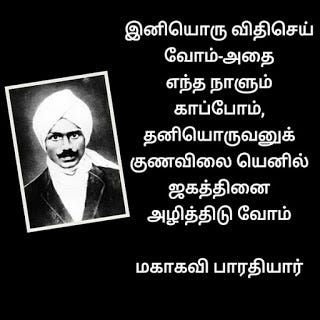 இனியொரு விதிசெய்
வோம்-அதை
எந்த நாளும்
காப்போம்,
தனியொருவனுக்
குணவிலை யெனில்
ஜகத்தினை
அழித்திடு வோம்
மகாகவி பாரதியார்